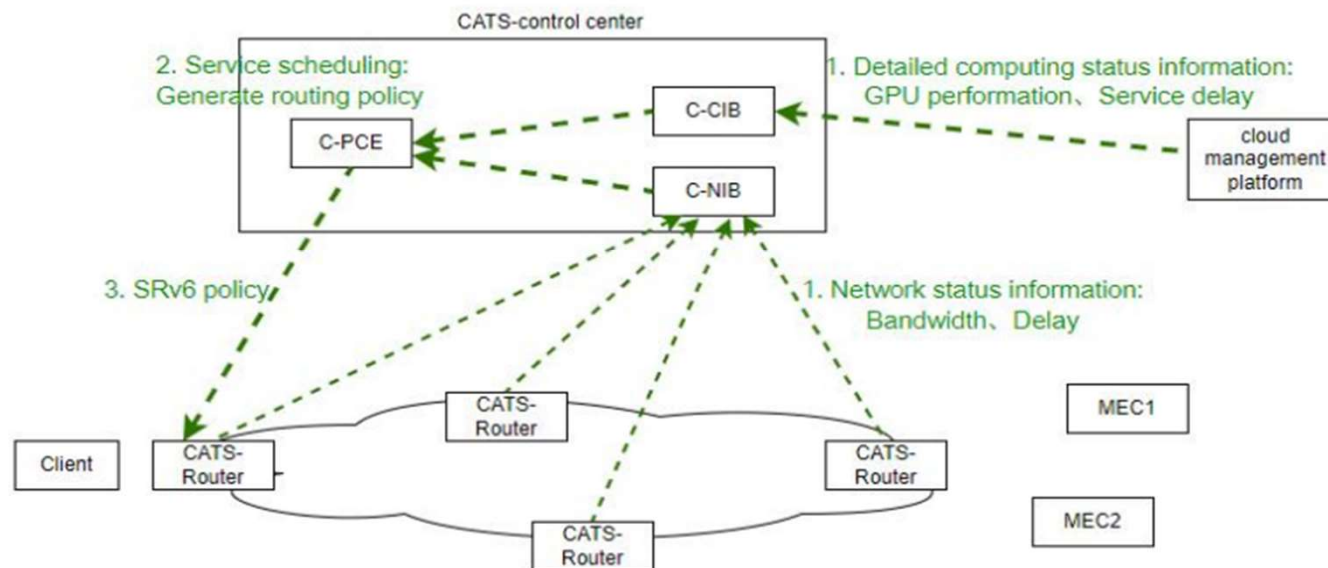 CATS-control center
2. Service scheduling:
Generate routing policy
1. Detailed computing status information:
GPU performation、Service delay
C-CIB
C-PCE
cloud
management
platform
C-NIB
3. SRv6 policy
1. Network status information:
Bandwidth、Delay
CATS-
Router
MEC1
Client
CATS-
Router
CATS-
Router
MEC2
CATS-
Router